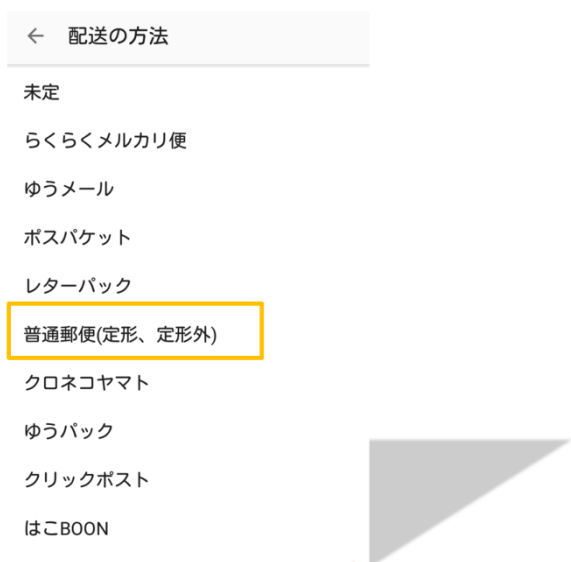 ← 配送の方法
未定
らくらくメルカリ便
ゆうメール
ポスパケット
レターパック
普通郵便(定形、定形外)
クロネコヤマト
ゆうパック
クリックポスト
はこBOON